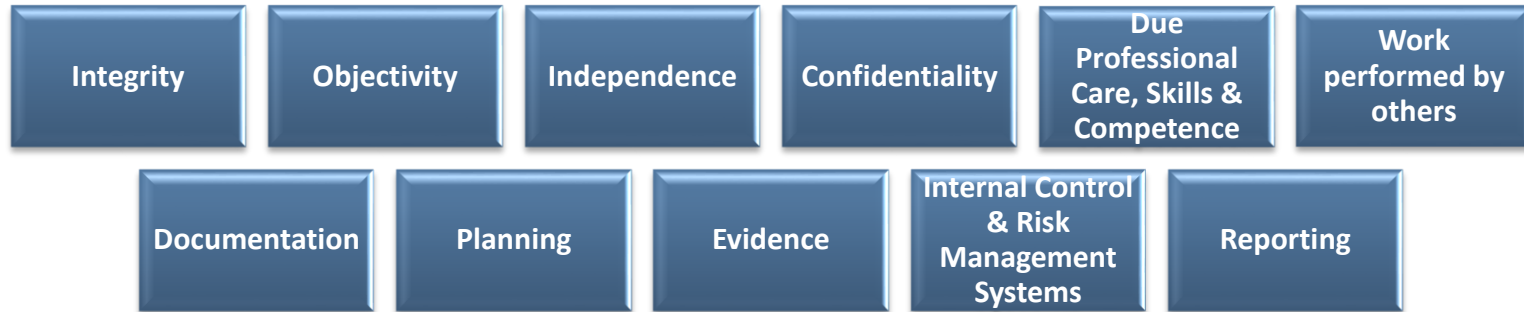 Integrity
Objectivity
Independence
Confidentiality
Due
Professional
Care, Skills &
Competence
Work
performed by
others
Documentation
Planning
Evidence
Internal Control
& Risk
Management
Systems
Reporting